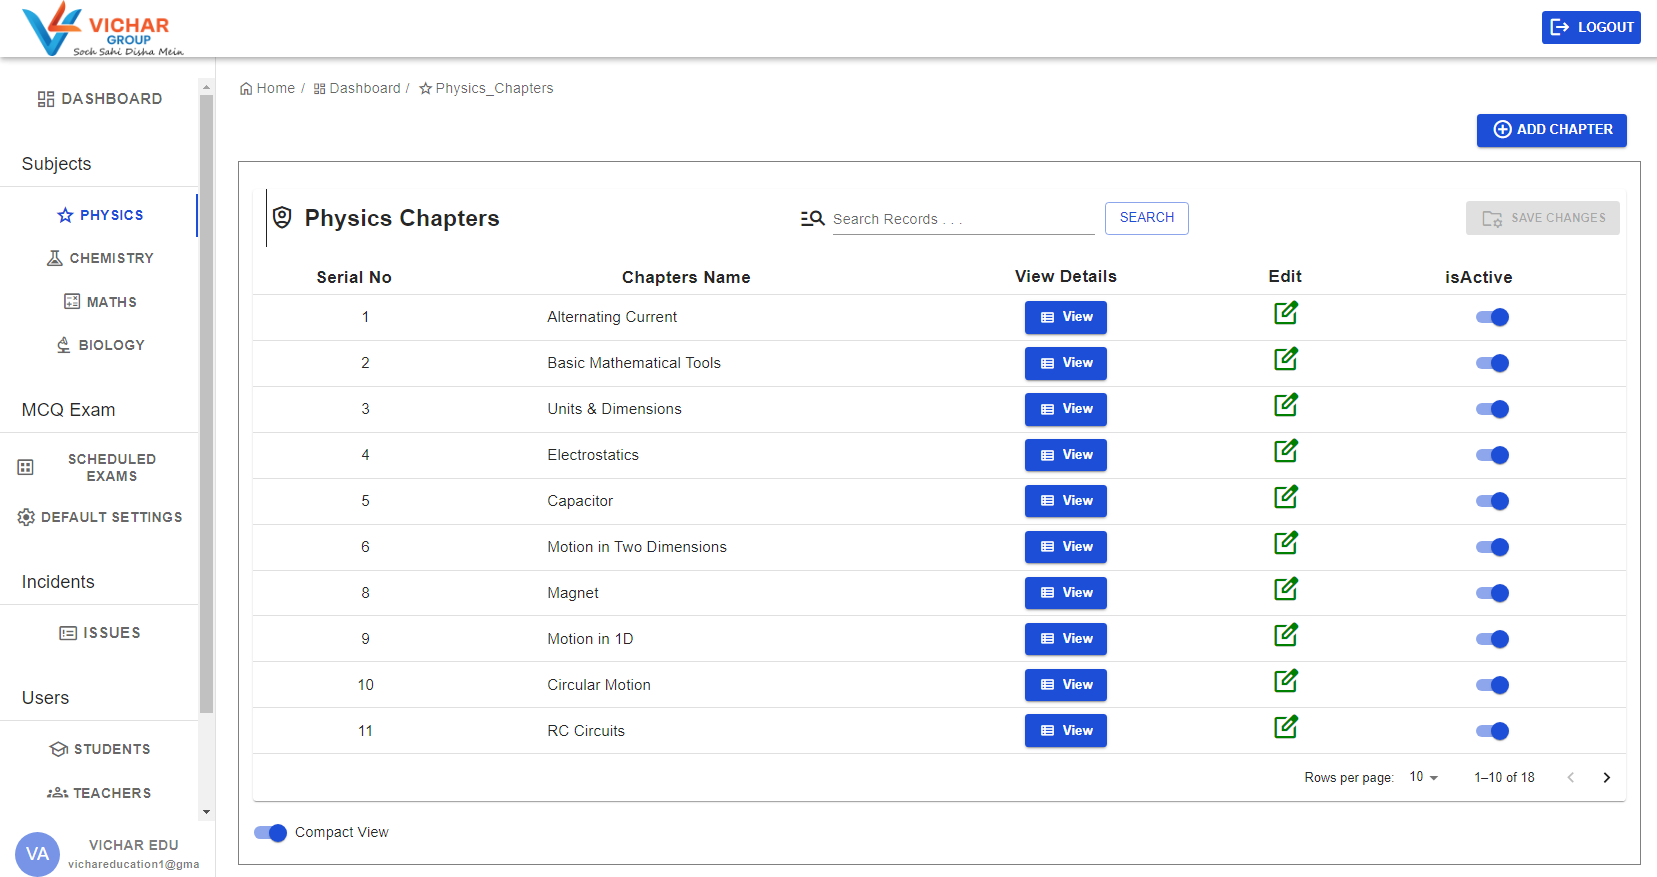 VICHAR
GROUP
Soch Sahi Disha Mein
LOGOUT
DASHBOARD
Subjects
PHYSICS
CHEMISTRY
MATHS
BIOLOGY
MCQ Exam
SCHEDULED
EXAMS
DEFAULT SETTINGS
Incidents
ISSUES
Users
STUDENTS
TEACHERS
VA
VICHAR EDU
vichareducation1@gma
Home / Dashboard / Physics_Chapters
ADD CHAPTER
Physics Chapters
Search Records . . .
SEARCH
SAVE CHANGES
Serial No Chapters Name View Details Edit isActive
1 Alternating Current View
2 Basic Mathematical Tools View
3 Units & Dimensions View
4 Electrostatics View
5 Capacitor View
6 Motion in Two Dimensions View
8 Magnet View
9 Motion in 1D View
10 Circular Motion View
11 RC Circuits View
Rows per page: 10 1–10 of 18
Compact View